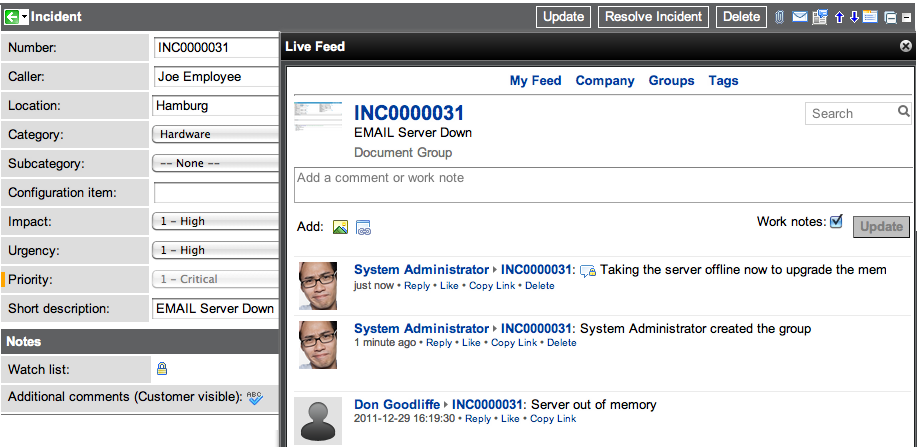 Incident
Update
Resolve Incident
Delete
Number:
INC0000031
Caller:
Joe Employee
Location:
Hamburg
Category:
Hardware
Subcategory:
-- None --
Configuration item:
Impact:
1 - High
Urgency:
1 - High
Priority:
1 - Critical
Short description:
EMAIL Server Down
Notes
Watch list:
Additional comments (Customer visible):
ABC
Live Feed
My Feed Company Groups Tags
INC0000031
Search
EMAIL Server Down
Document Group
Add a comment or work note
Add:
Work notes:
Update
System Administrator INC0000031: Taking the server offline now to upgrade the mem
just now • Reply • Like • Copy Link • Delete
System Administrator INC0000031: System Administrator created the group
1 minute ago • Reply • Like • Copy Link • Delete
Don Goodliffe INC0000031: Server out of memory
2011-12-29 16:19:30 • Reply • Like • Copy Link